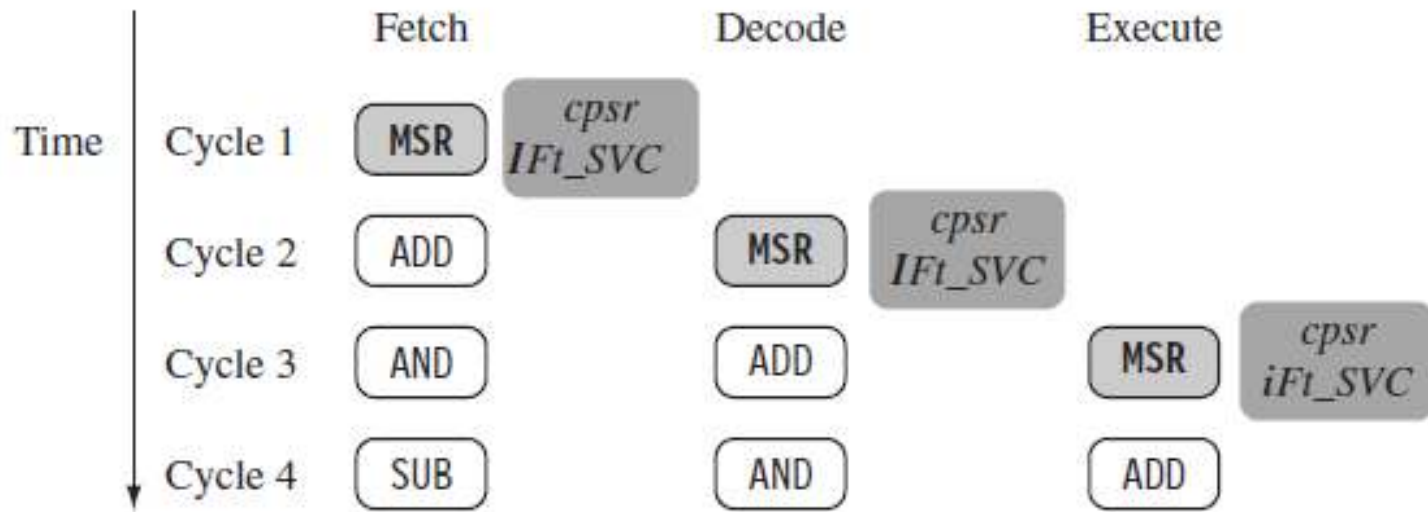 Fetch Decode Execute
Time Cycle 1 MSR cpsr IFt_SVC
Cycle 2 ADD MSR cpsr IFt_SVC
Cycle 3 AND ADD MSR cpsr iFt_SVC
Cycle 4 SUB AND ADD